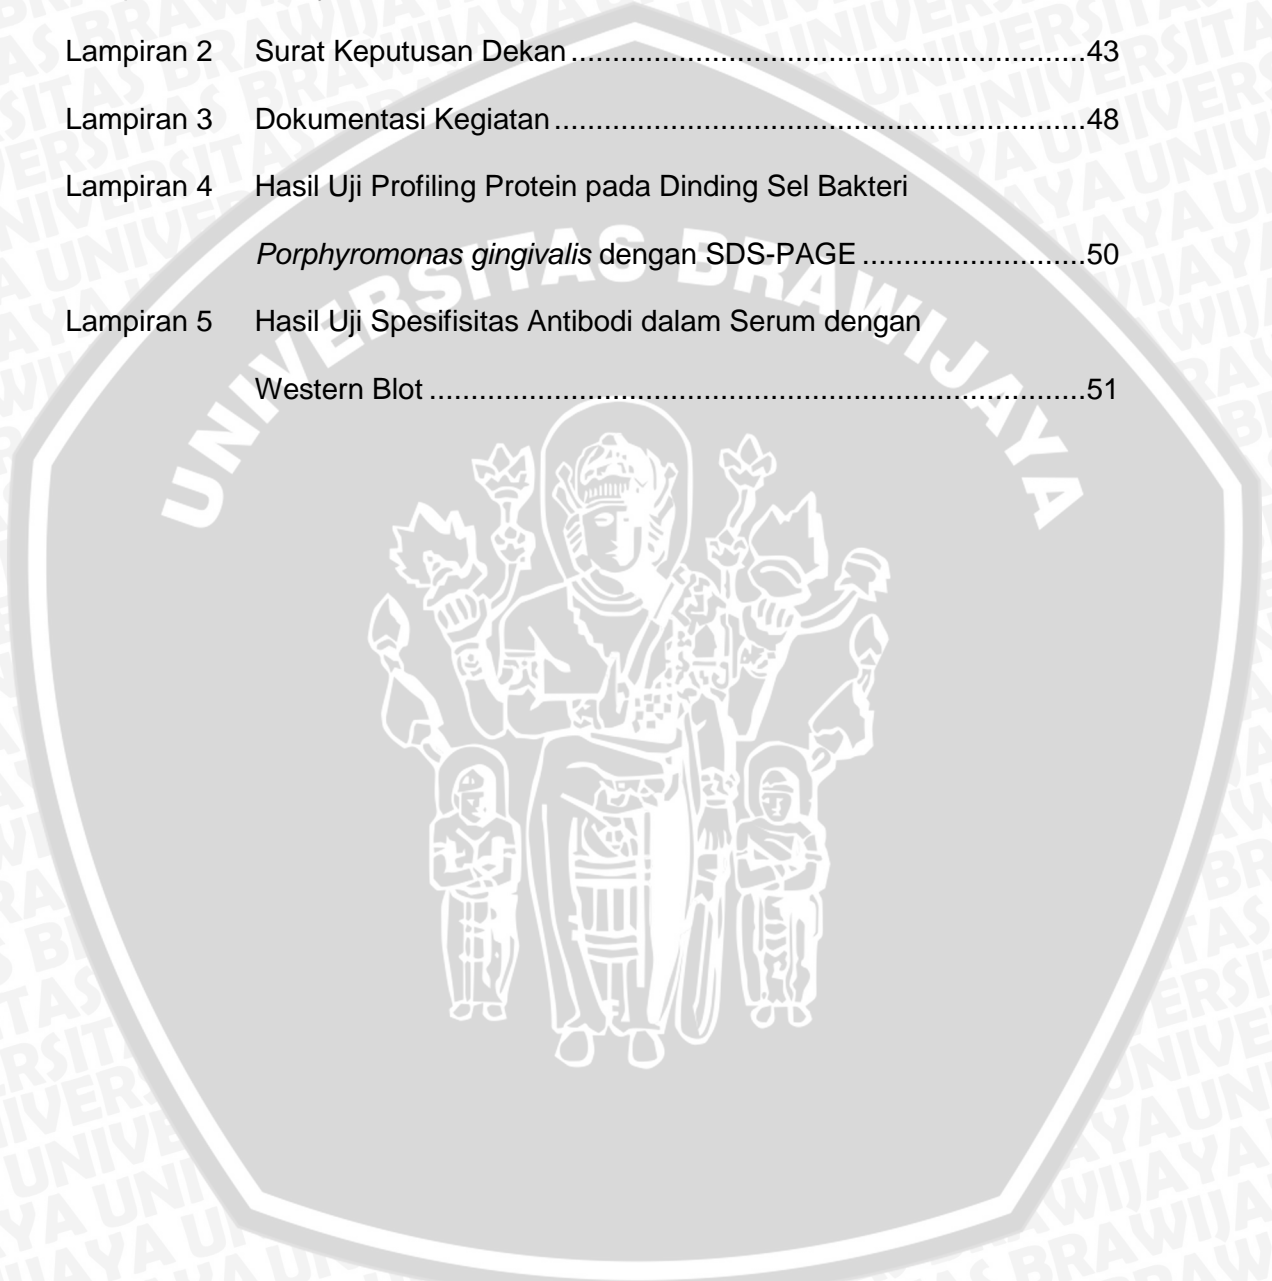 Lampiran 2 Surat Keputusan Dekan ..............................................................43
Lampiran 3 Dokumentasi Kegiatan ................................................................48
Lampiran 4 Hasil Uji Profiling Protein pada Dinding Sel Bakteri
Porphyromonas gingivalis dengan SDS-PAGE ...........................50
Lampiran 5 Hasil Uji Spesifisitas Antibodi dalam Serum dengan
Western Blot ...............................................................................51
UNIVERSITAS BRAWIJAYA